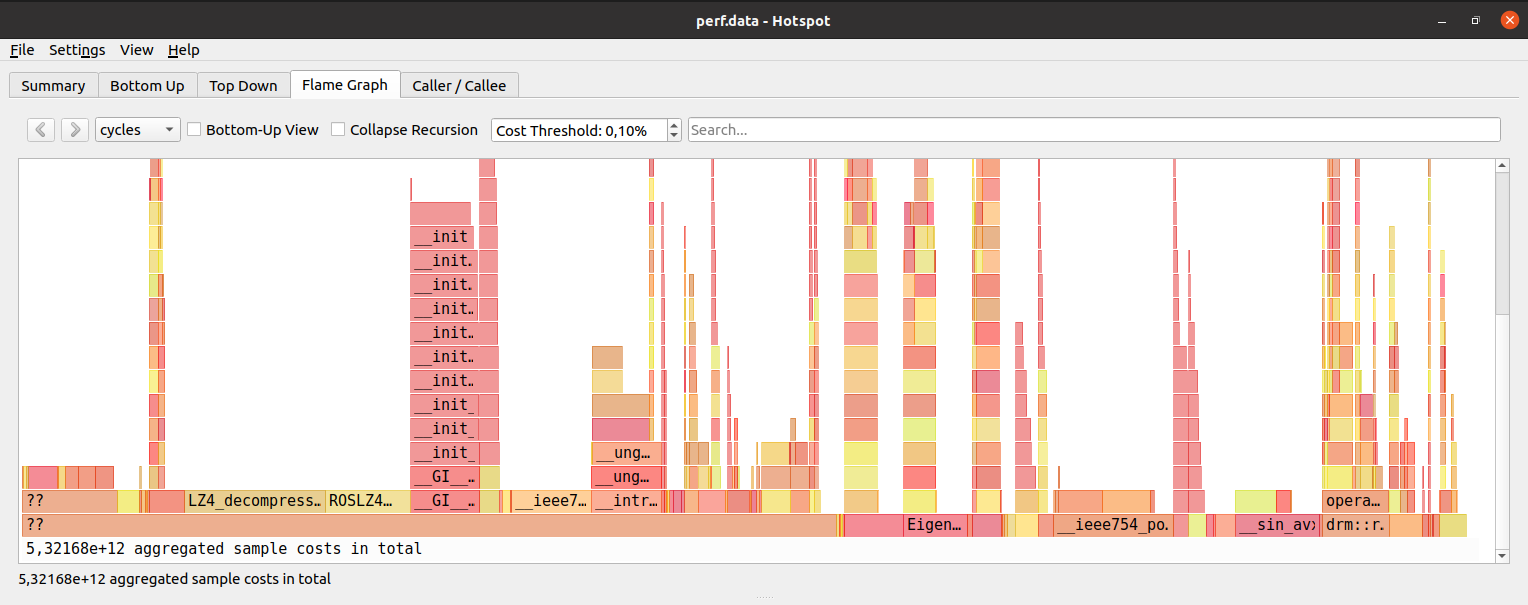 perf.data - Hotspot
File Settings View Help
Summary Bottom Up Top Down Flame Graph Caller / Callee
cycles Bottom-Up View Collapse Recursion Cost Threshold: 0,10% Search...
__init
__init.
__init.
__init..
__init..
__init..
__init..
__init_
__init_
__init_ __ung...
__GI__.. __ung...
?? LZ4_decompress... ROSLZ4... __GI__.. __ieee7... __intr... opera...
?? Eigen... __ieee754_po. __sin_av drm::r.
5,32168e+12 aggregated sample costs in total
5,32168e+12 aggregated sample costs in total